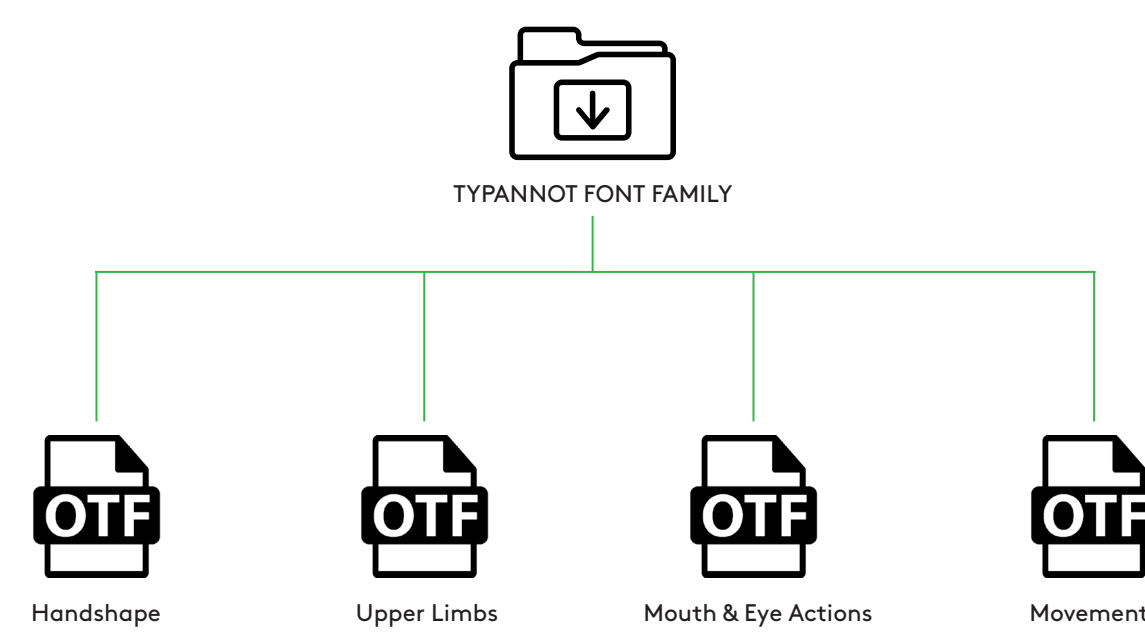 TYPANNOT FONT FAMILY
OTF OTF OTF OTF
Handshape Upper Limbs Mouth & Eye Actions Movement